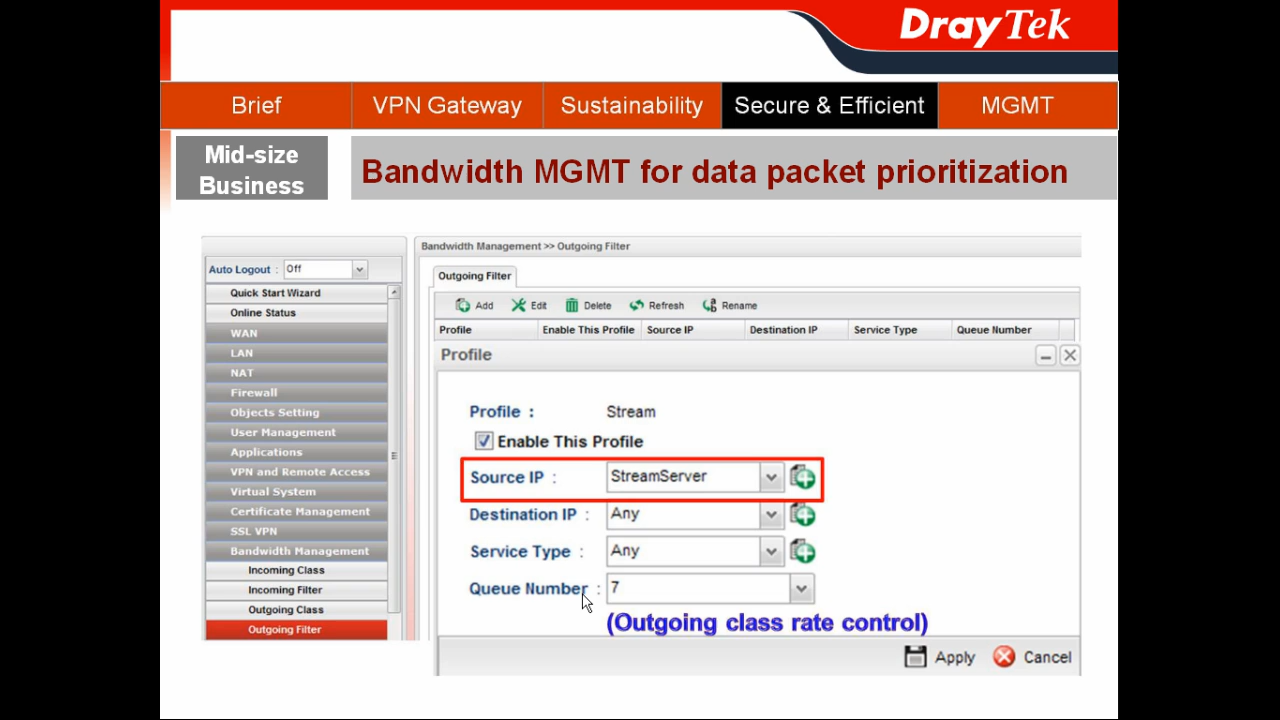 DrayTek
Brief VPN Gateway Sustainability Secure & Efficient MGMT
Mid-size
Business
Bandwidth MGMT for data packet prioritization
Auto Logout : Off
Quick Start Wizard
Online Status
WAN
LAN
NAT
Firewall
Objects Setting
User Management
Applications
VPN and Remote Access
Virtual System
Certificate Management
SSL VPN
Bandwidth Management
Incoming Class
Incoming Filter
Outgoing Class
Outgoing Filter
Bandwidth Management >> Outgoing Filter
Outgoing Filter
Add Edit Delete Refresh Rename
Profile Enable This Profile Source IP Destination IP Service Type Queue Number
Profile
Profile : Stream
Enable This Profile
Source IP : StreamServer
Destination IP : Any
Service Type : Any
Queue Number : 7
(Outgoing class rate control)
Apply Cancel